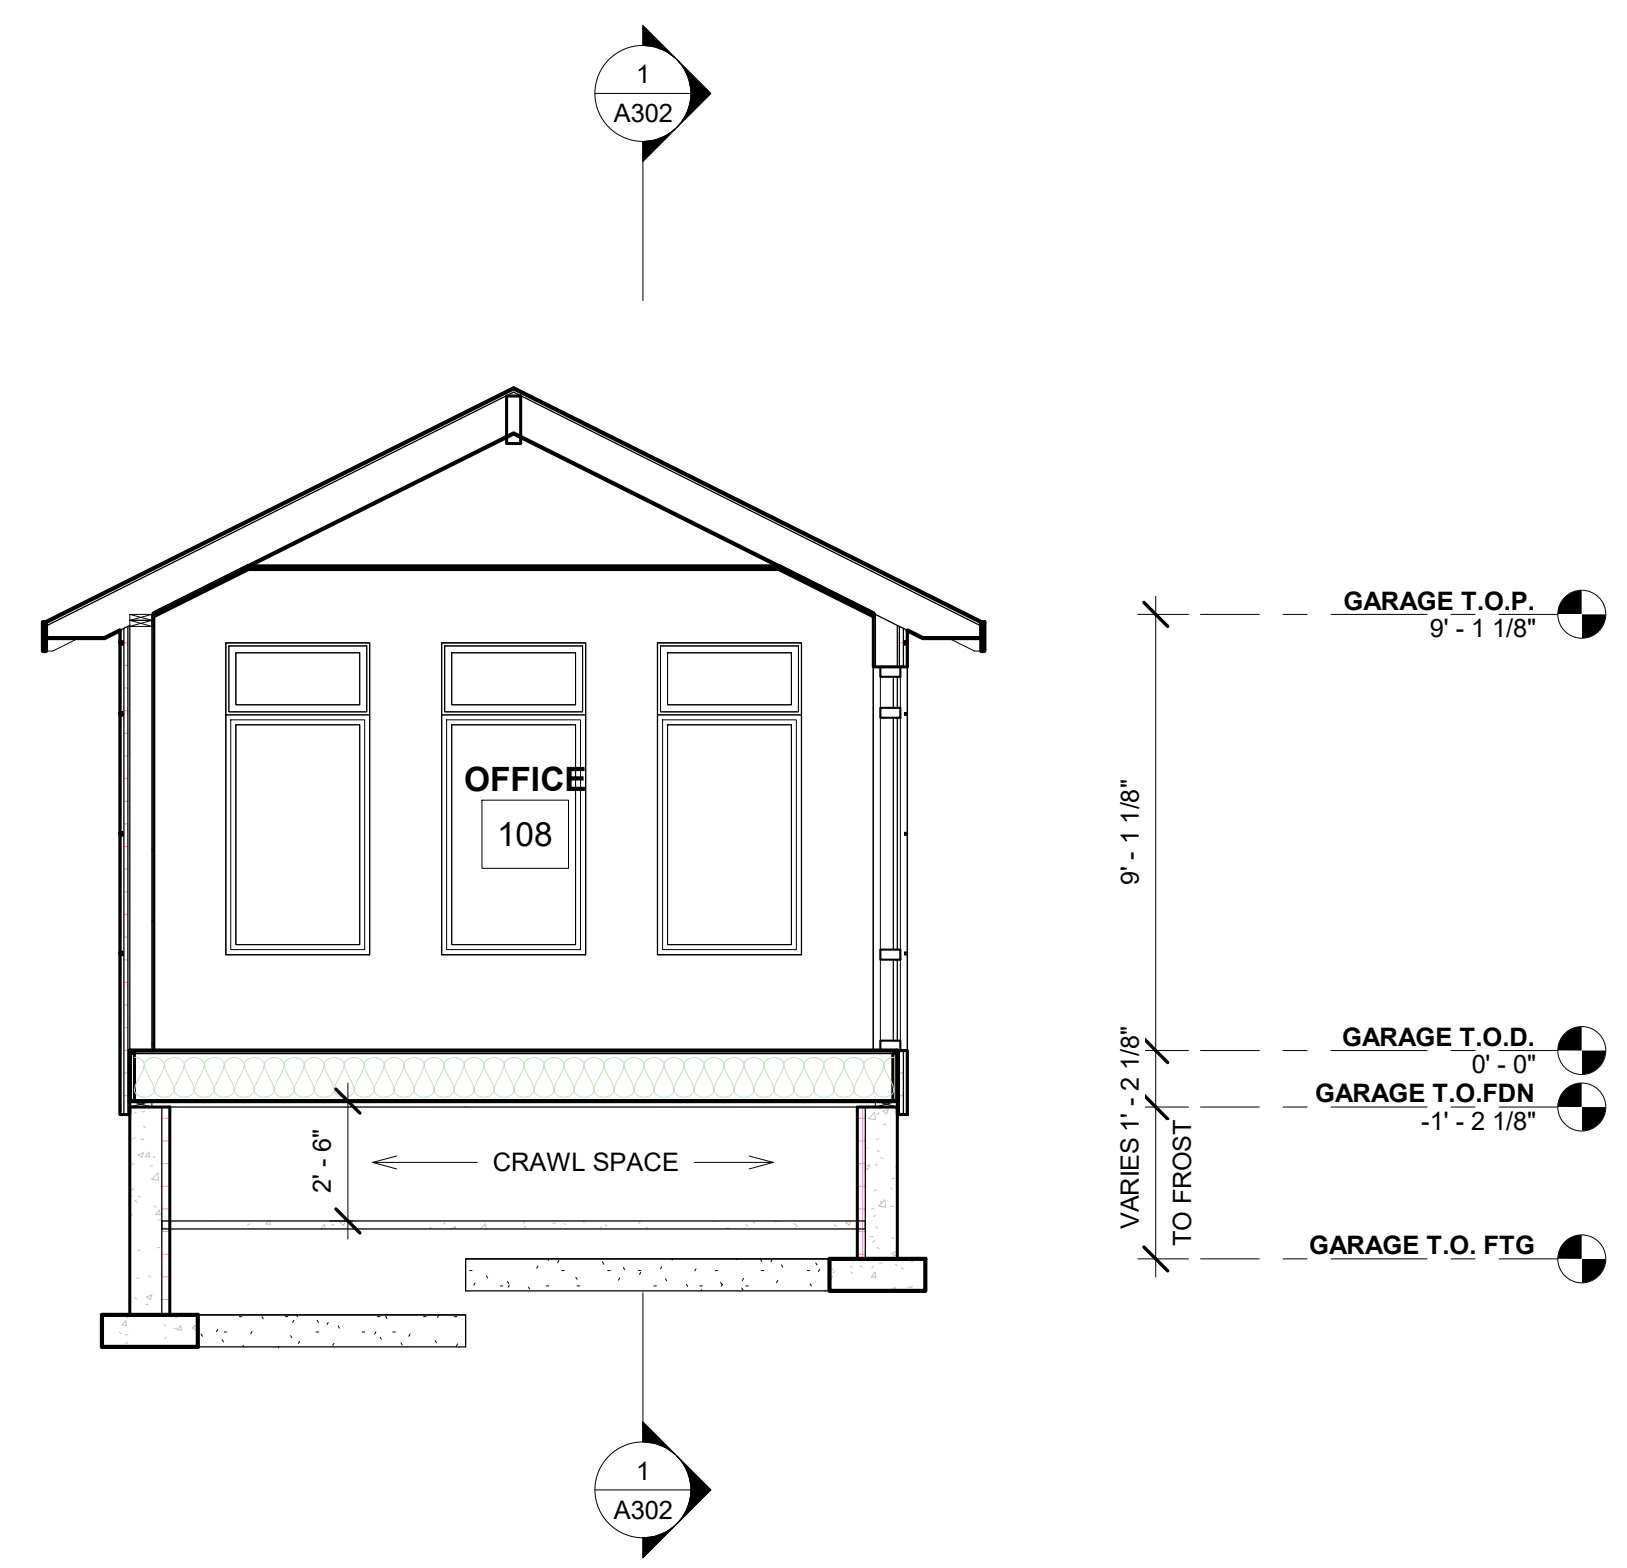 1
A302
GARAGE T.O.P.
9' - 1 1/8"
OFFICE
108
9' - 1 1/8"
GARAGE T.O.D.
0' - 0"
1' - 2 1/8"
GARAGE T.O.FDN
-1' - 2 1/8"
2' - 6"
CRAWL SPACE
VARIES
TO FROST
GARAGE T.O. FTG
1
A302